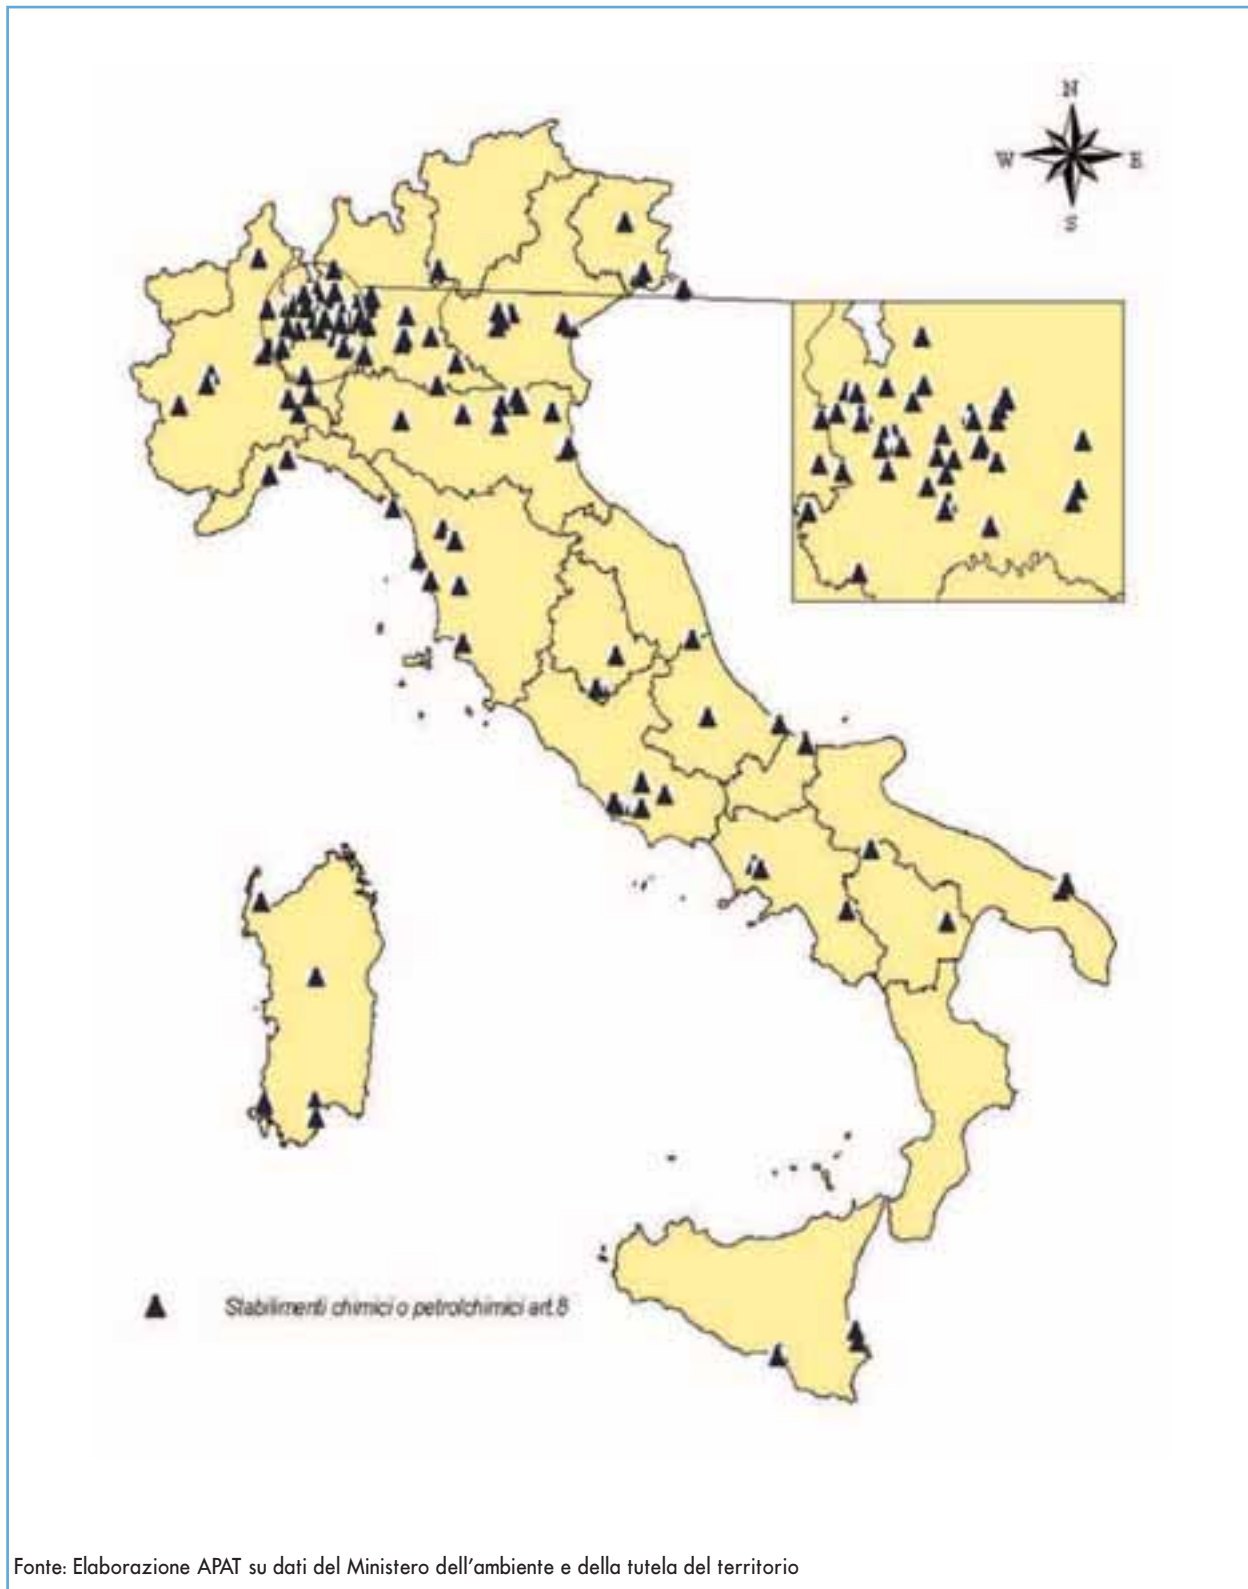 N
W E
S
Stabilimenti chimici o petrolchimici art.8
Fonte: Elaborazione APAT su dati del Ministero dell'ambiente e della tutela del territorio